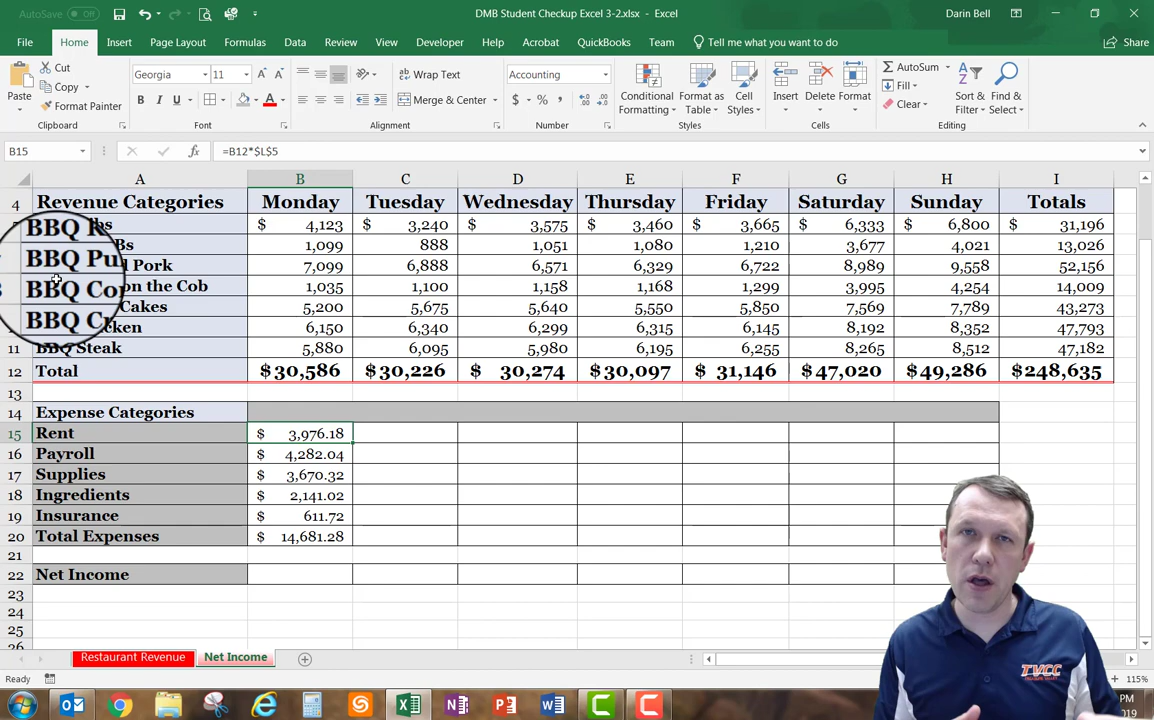 AutoSave Off
DMB Student Checkup Excel 3-2.xlsx - Excel
Darin Bell
File Home Insert Page Layout Formulas Data Review View Developer Help Acrobat QuickBooks Team Tell me what you want to do Share
Paste
Cut
Copy
Format Painter
Georgia 11
B I U
Wrap Text
Merge & Center
Accounting
$ % ,
Conditional Formatting
Format as Table
Cell Styles
Insert Delete Format
AutoSum
Fill
Clear
Sort & Filter
Find & Select
Clipboard Font Alignment Number Styles Cells Editing
B15 fx =B12*$L$5
A B C D E F G H I
4 Revenue Categories Monday Tuesday Wednesday Thursday Friday Saturday Sunday Totals
BBQ $ 4,123 $ 3,240 $ 3,575 $ 3,460 $ 3,665 $ 6,333 $ 6,800 $ 31,196
BBQ Pu Bs 1,099 888 1,051 1,080 1,210 3,677 4,021 13,026
Pork 7,099 6,888 6,571 6,329 6,722 8,989 9,558 52,156
BBQ Co on the Cob 1,035 1,100 1,158 1,168 1,299 3,995 4,254 14,009
Cakes 5,200 5,675 5,640 5,550 5,850 7,569 7,789 43,273
BBQ cken 6,150 6,340 6,299 6,315 6,145 8,192 8,352 47,793
11 BBQ Steak 5,880 6,095 5,980 6,195 6,255 8,265 8,512 47,182
12 Total $30,586 $30,226 $ 30,274 $30,097 $ 31,146 $47,020 $49,286 $248,635
13
14 Expense Categories
15 Rent $ 3,976.18
16 Payroll $ 4,282.04
17 Supplies $ 3,670.32
18 Ingredients $ 2,141.02
19 Insurance $ 611.72
20 Total Expenses $ 14,681.28
21
22 Net Income
23
24
25
TVCC
Restaurant Revenue Net Income
Ready
115%
PM